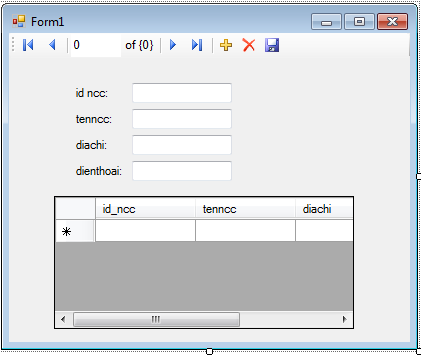 Form1
0 of {0}
id ncc:
tenncc:
diachi:
dienthoai:
id_ncc tenncc diachi